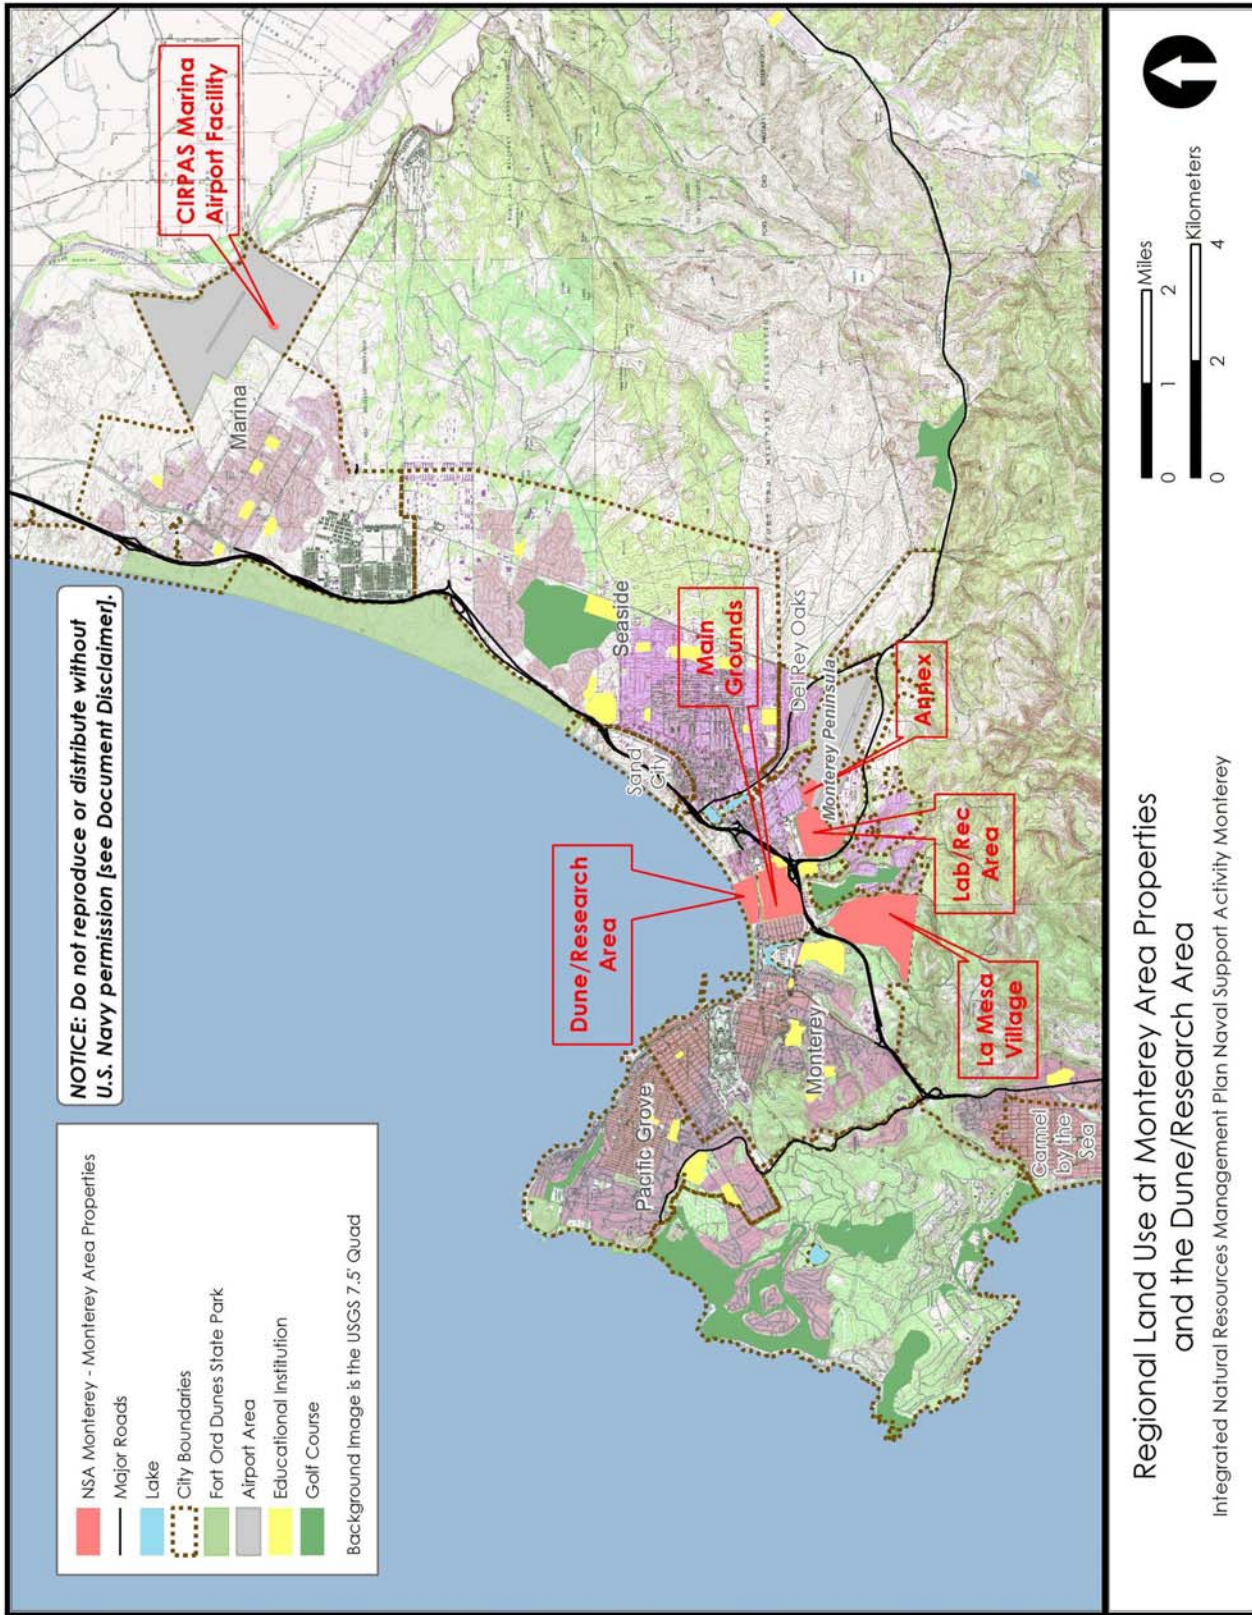 NOTICE: Do not reproduce or distribute without
U.S. Navy permission [see Document Disclaimer].
NSA Monterey - Monterey Area Properties
Major Roads
Lake
City Boundaries
Fort Ord Dunes State Park
Airport Area
Educational Institution
Golf Course
Background Image is the USGS 7.5' Quad
CIRPAS Marina
Airport Facility
Marina
Seaside
Sand
City
Main
Grounds
Del Rey Oaks
Monterey Peninsula
Annex
Dune/Research
Area
Lab/Rec
Area
La Mesa
Village
Pacific Grove
Monterey
Carmel
by the
Sea
Regional Land Use at Monterey Area Properties
and the Dune/Research Area
Integrated Natural Resources Management Plan Naval Support Activity Monterey
0 1 2 Miles
0 2 4 Kilometers